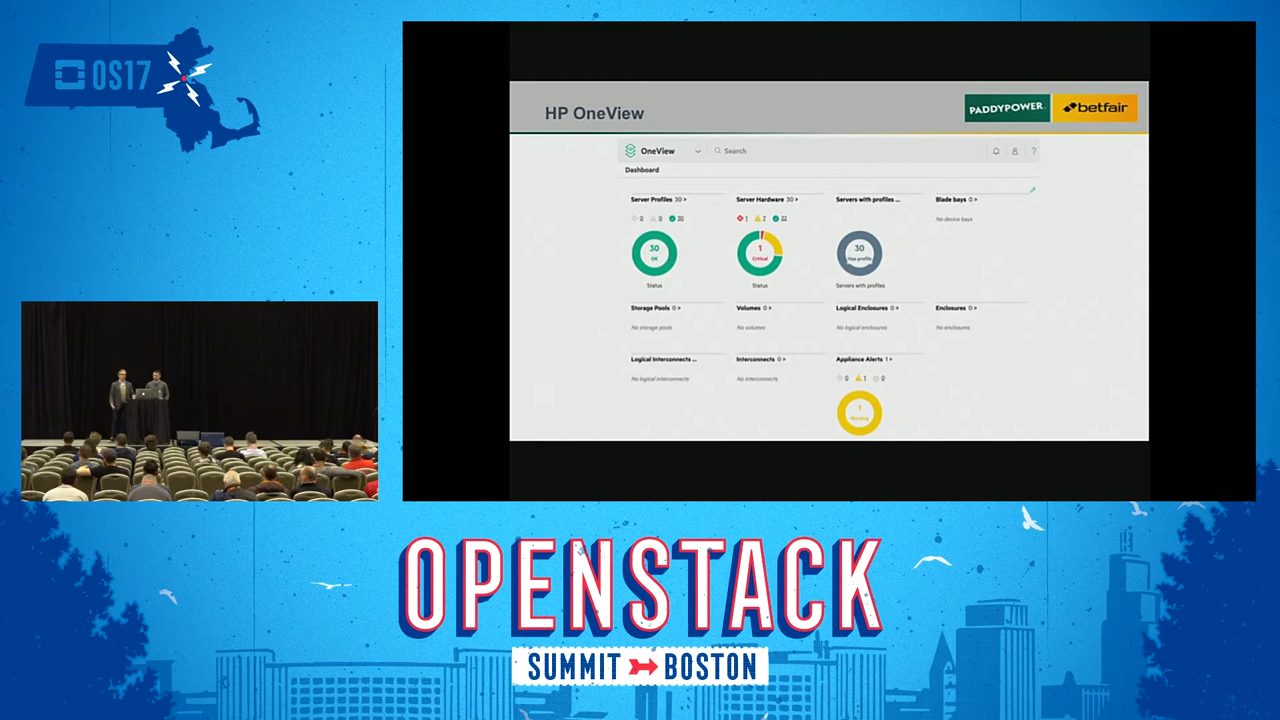 OS17
HP OneView
PADDYPOWER
betfair
OneView
Search
?
Dashboard
Server Profiles 30
Server Hardware 30
Servers with profiles ...
Blade bays 0
0 0 30
1 7 22
No device bays
30
OK
1
Critical
30
Has profile
Status
Status
Servers with profiles
Storage Pools 0
Volumes 0
Logical Enclosures 0
Enclosures 0
No storage pools
No volumes
No logical enclosures
No enclosures
Logical Interconnects ...
Interconnects 0
Appliance Alerts 1
No logical interconnects
No interconnects
0 1 0
1
Warning
OPENSTACK
SUMMIT BOSTON